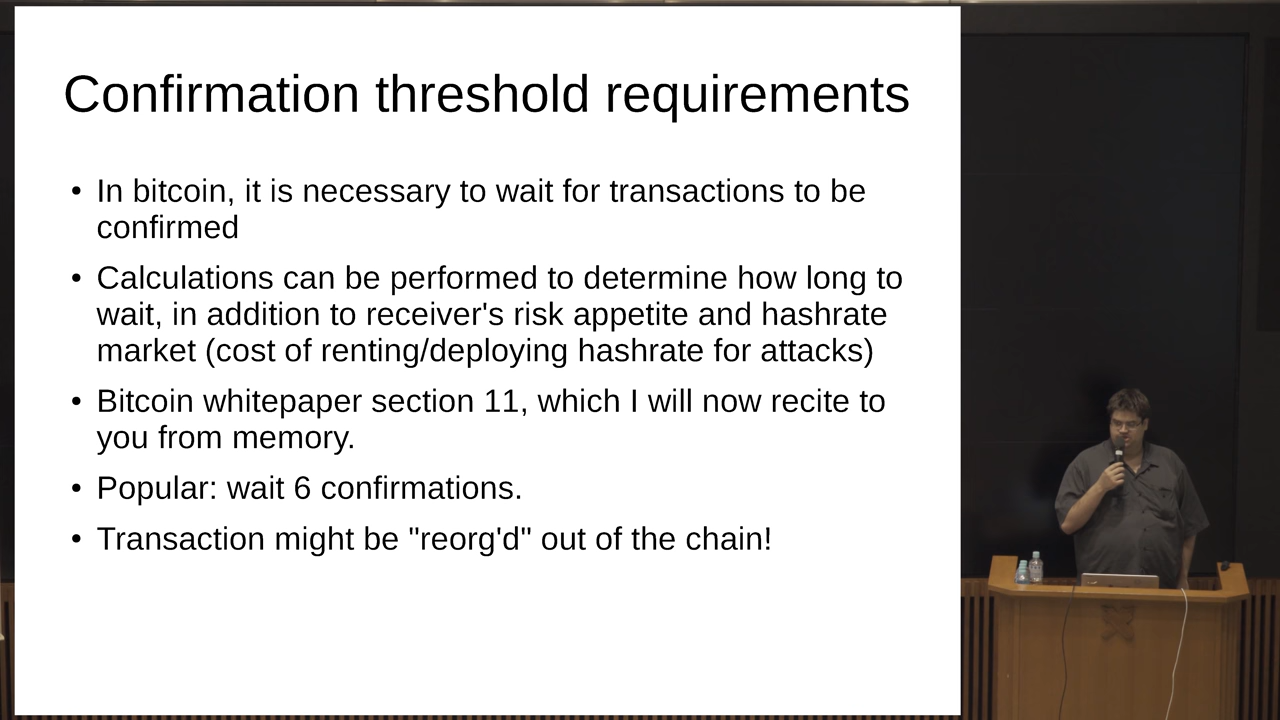 Confirmation threshold requirements
• In bitcoin, it is necessary to wait for transactions to be
confirmed
• Calculations can be performed to determine how long to
wait, in addition to receiver's risk appetite and hashrate
market (cost of renting/deploying hashrate for attacks)
• Bitcoin whitepaper section 11, which I will now recite to
you from memory.
• Popular: wait 6 confirmations.
• Transaction might be "reorg'd" out of the chain!